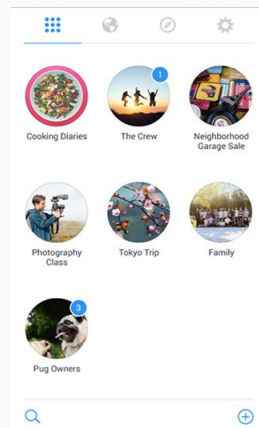 1
Cooking Diaries
The Crew
Neighborhood
Garage Sale
Photography
Class
Tokyo Trip
Family
3
Pug Owners